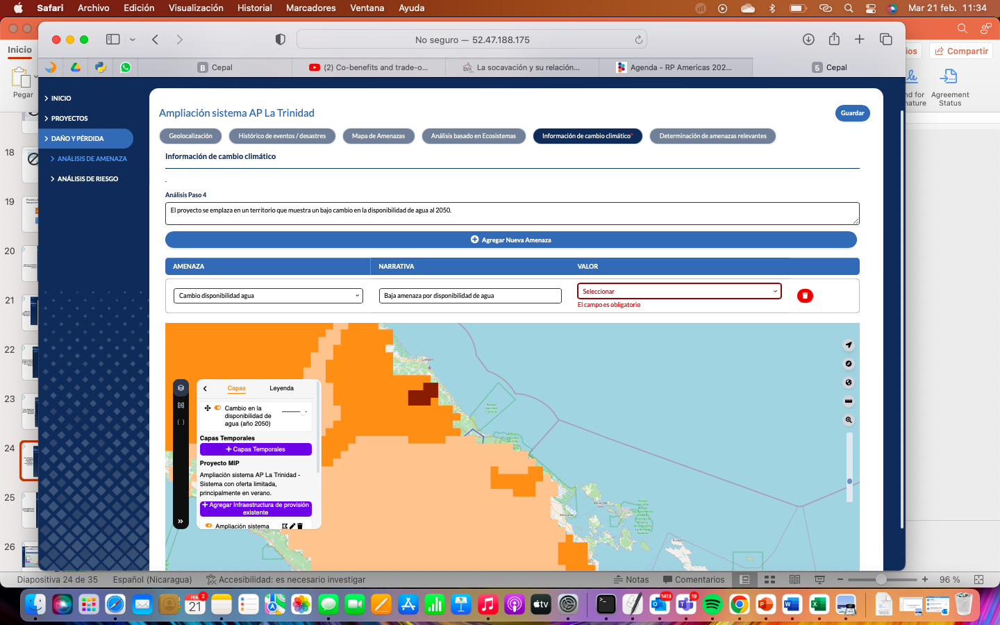 Safari Archivo Edición Visualización Historial Marcadores Ventana Ayuda
Mar 21 feb. 11:34
Inicio
Compartir
Pegar
Agreement
Status
No seguro — 52.47.188.175
Cepal
(2) Co-benefits and trade-o...
La socavación y su relación...
Agenda - RP Americas 202...
5 Cepal
INICIO
PROYECTOS
DAÑO Y PÉRDIDA
ANÁLISIS DE AMENAZA
ANÁLISIS DE RIESGO
Ampliación sistema AP La Trinidad
Guardar
Geolocalización
Histórico de eventos / desastres
Mapa de Amenazas
Análisis basado en Ecosistemas
Información de cambio climático*
Determinación de amenazas relevantes
Información de cambio climático
.
Análisis Paso 4
El proyecto se emplaza en un territorio que muestra un bajo cambio en la disponibilidad de agua al 2050.
Agregar Nueva Amenaza
AMENAZA NARRATIVA VALOR
Cambio disponibilidad agua
Baja amenaza por disponibilidad de agua
Seleccionar
El campo es obligatorio
Limón
Capas Leyenda
Cambio en la
disponibilidad de
agua (año 2050)
Capas Temporales
+ Capas Temporales
Proyecto MIP
Ampliación sistema AP La Trinidad -
Sistema con oferta limitada,
principalmente en verano.
+ Agregar Infraestructura de provisión
existente
Ampliación sistema
18
19
20
21
22
23
24
25
26
Diapositiva 24 de 35
Español (Nicaragua)
Accesibilidad: es necesario investigar
Notas
Comentarios
96 %
FEB. 2
21
tv
1413
19